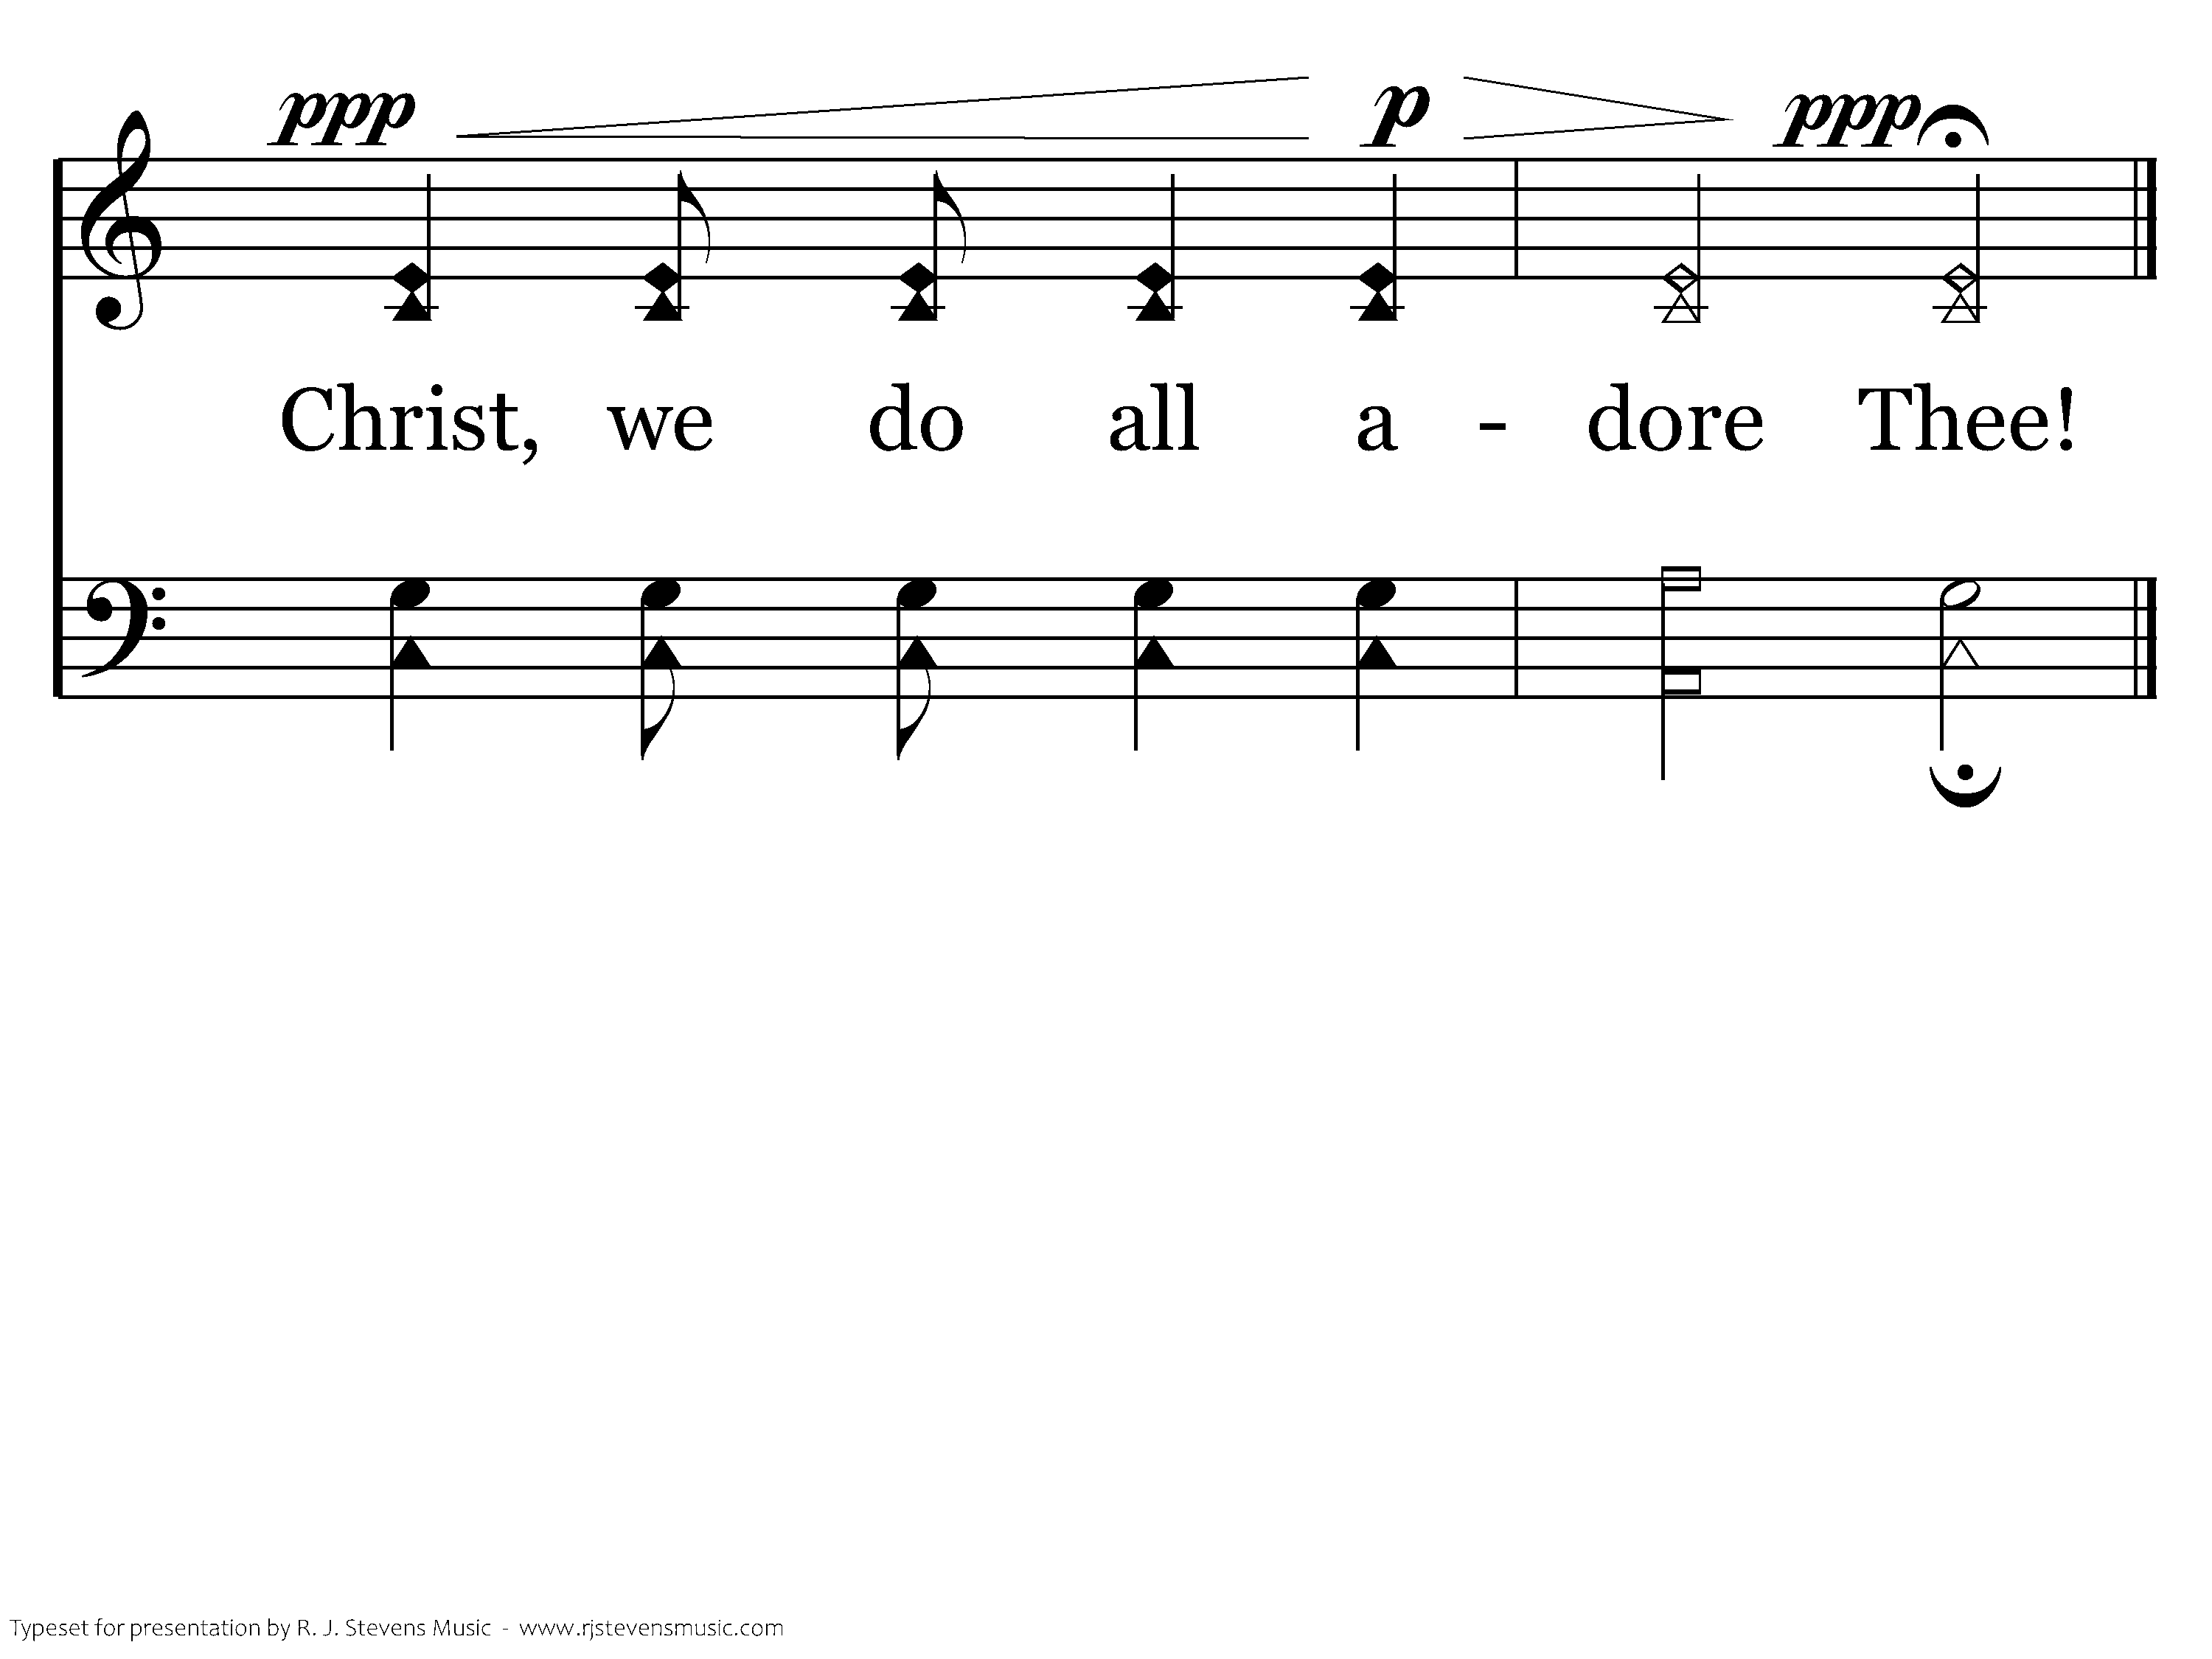 ppp p ppp
Christ, we do all a - dore Thee!
Typeset for presentation by R. J. Stevens Music - www.rjstevensmusic.com